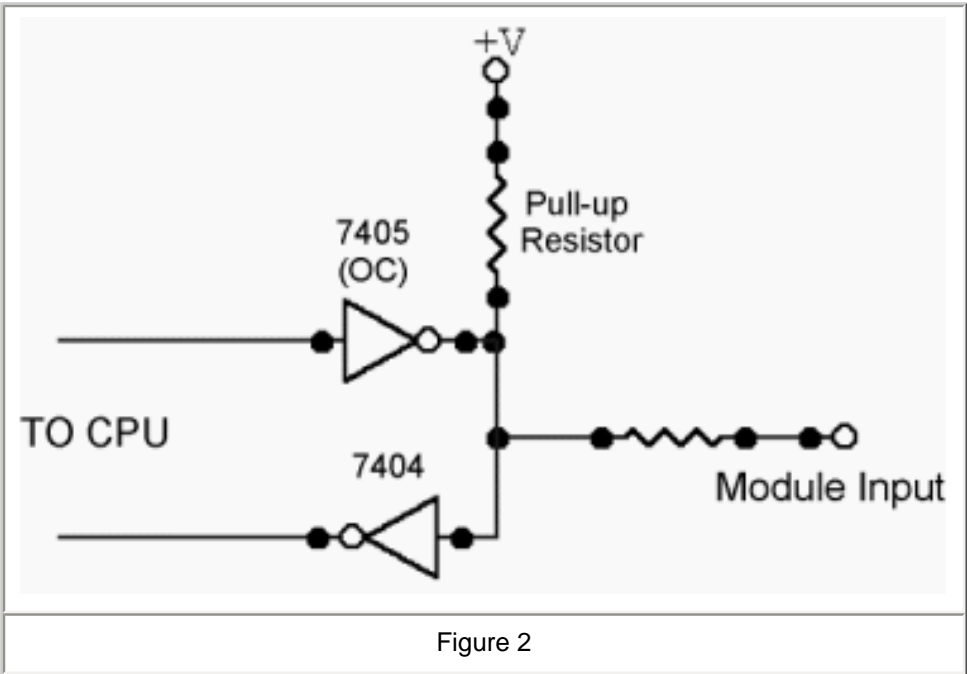 +V
Pull-up
Resistor
7405
(OC)
TO CPU
7404
Module Input
Figure 2